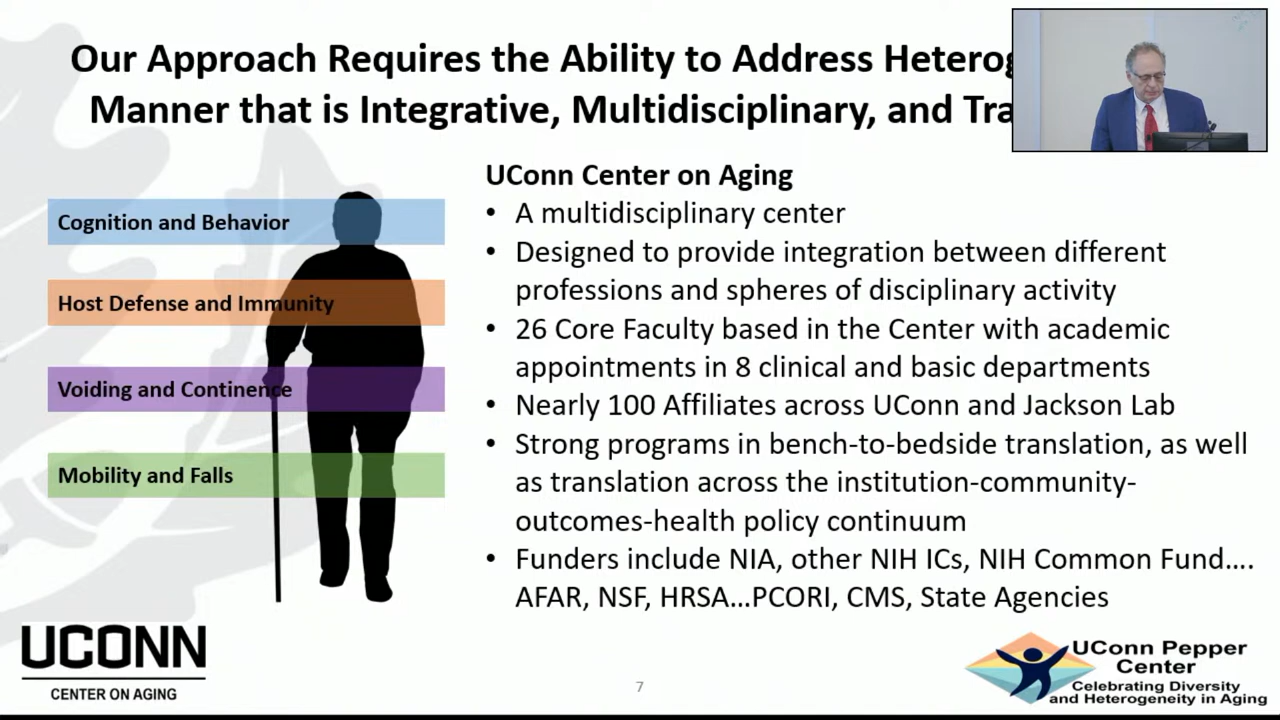 Our Approach Requires the Ability to Address
Manner that is Integrative, Multidisciplinary, and
UConn Center on Aging
• A multidisciplinary center
• Designed to provide integration between different
professions and spheres of disciplinary activity
• 26 Core Faculty based in the Center with academic
appointments in 8 clinical and basic departments
• Nearly 100 Affiliates across UConn and Jackson Lab
• Strong programs in bench-to-bedside translation, as well
as translation across the institution-community-
outcomes-health policy continuum
• Funders include NIA, other NIH ICs, NIH Common Fund....
AFAR, NSF, HRSA...PCORI, CMS, State Agencies
Cognition and Behavior
Host Defense and Immunity
Voiding and Continence
Mobility and Falls
UCONN
CENTER ON AGING
7
UConn Pepper
Center
Celebrating Diversity
and Heterogeneity in Aging